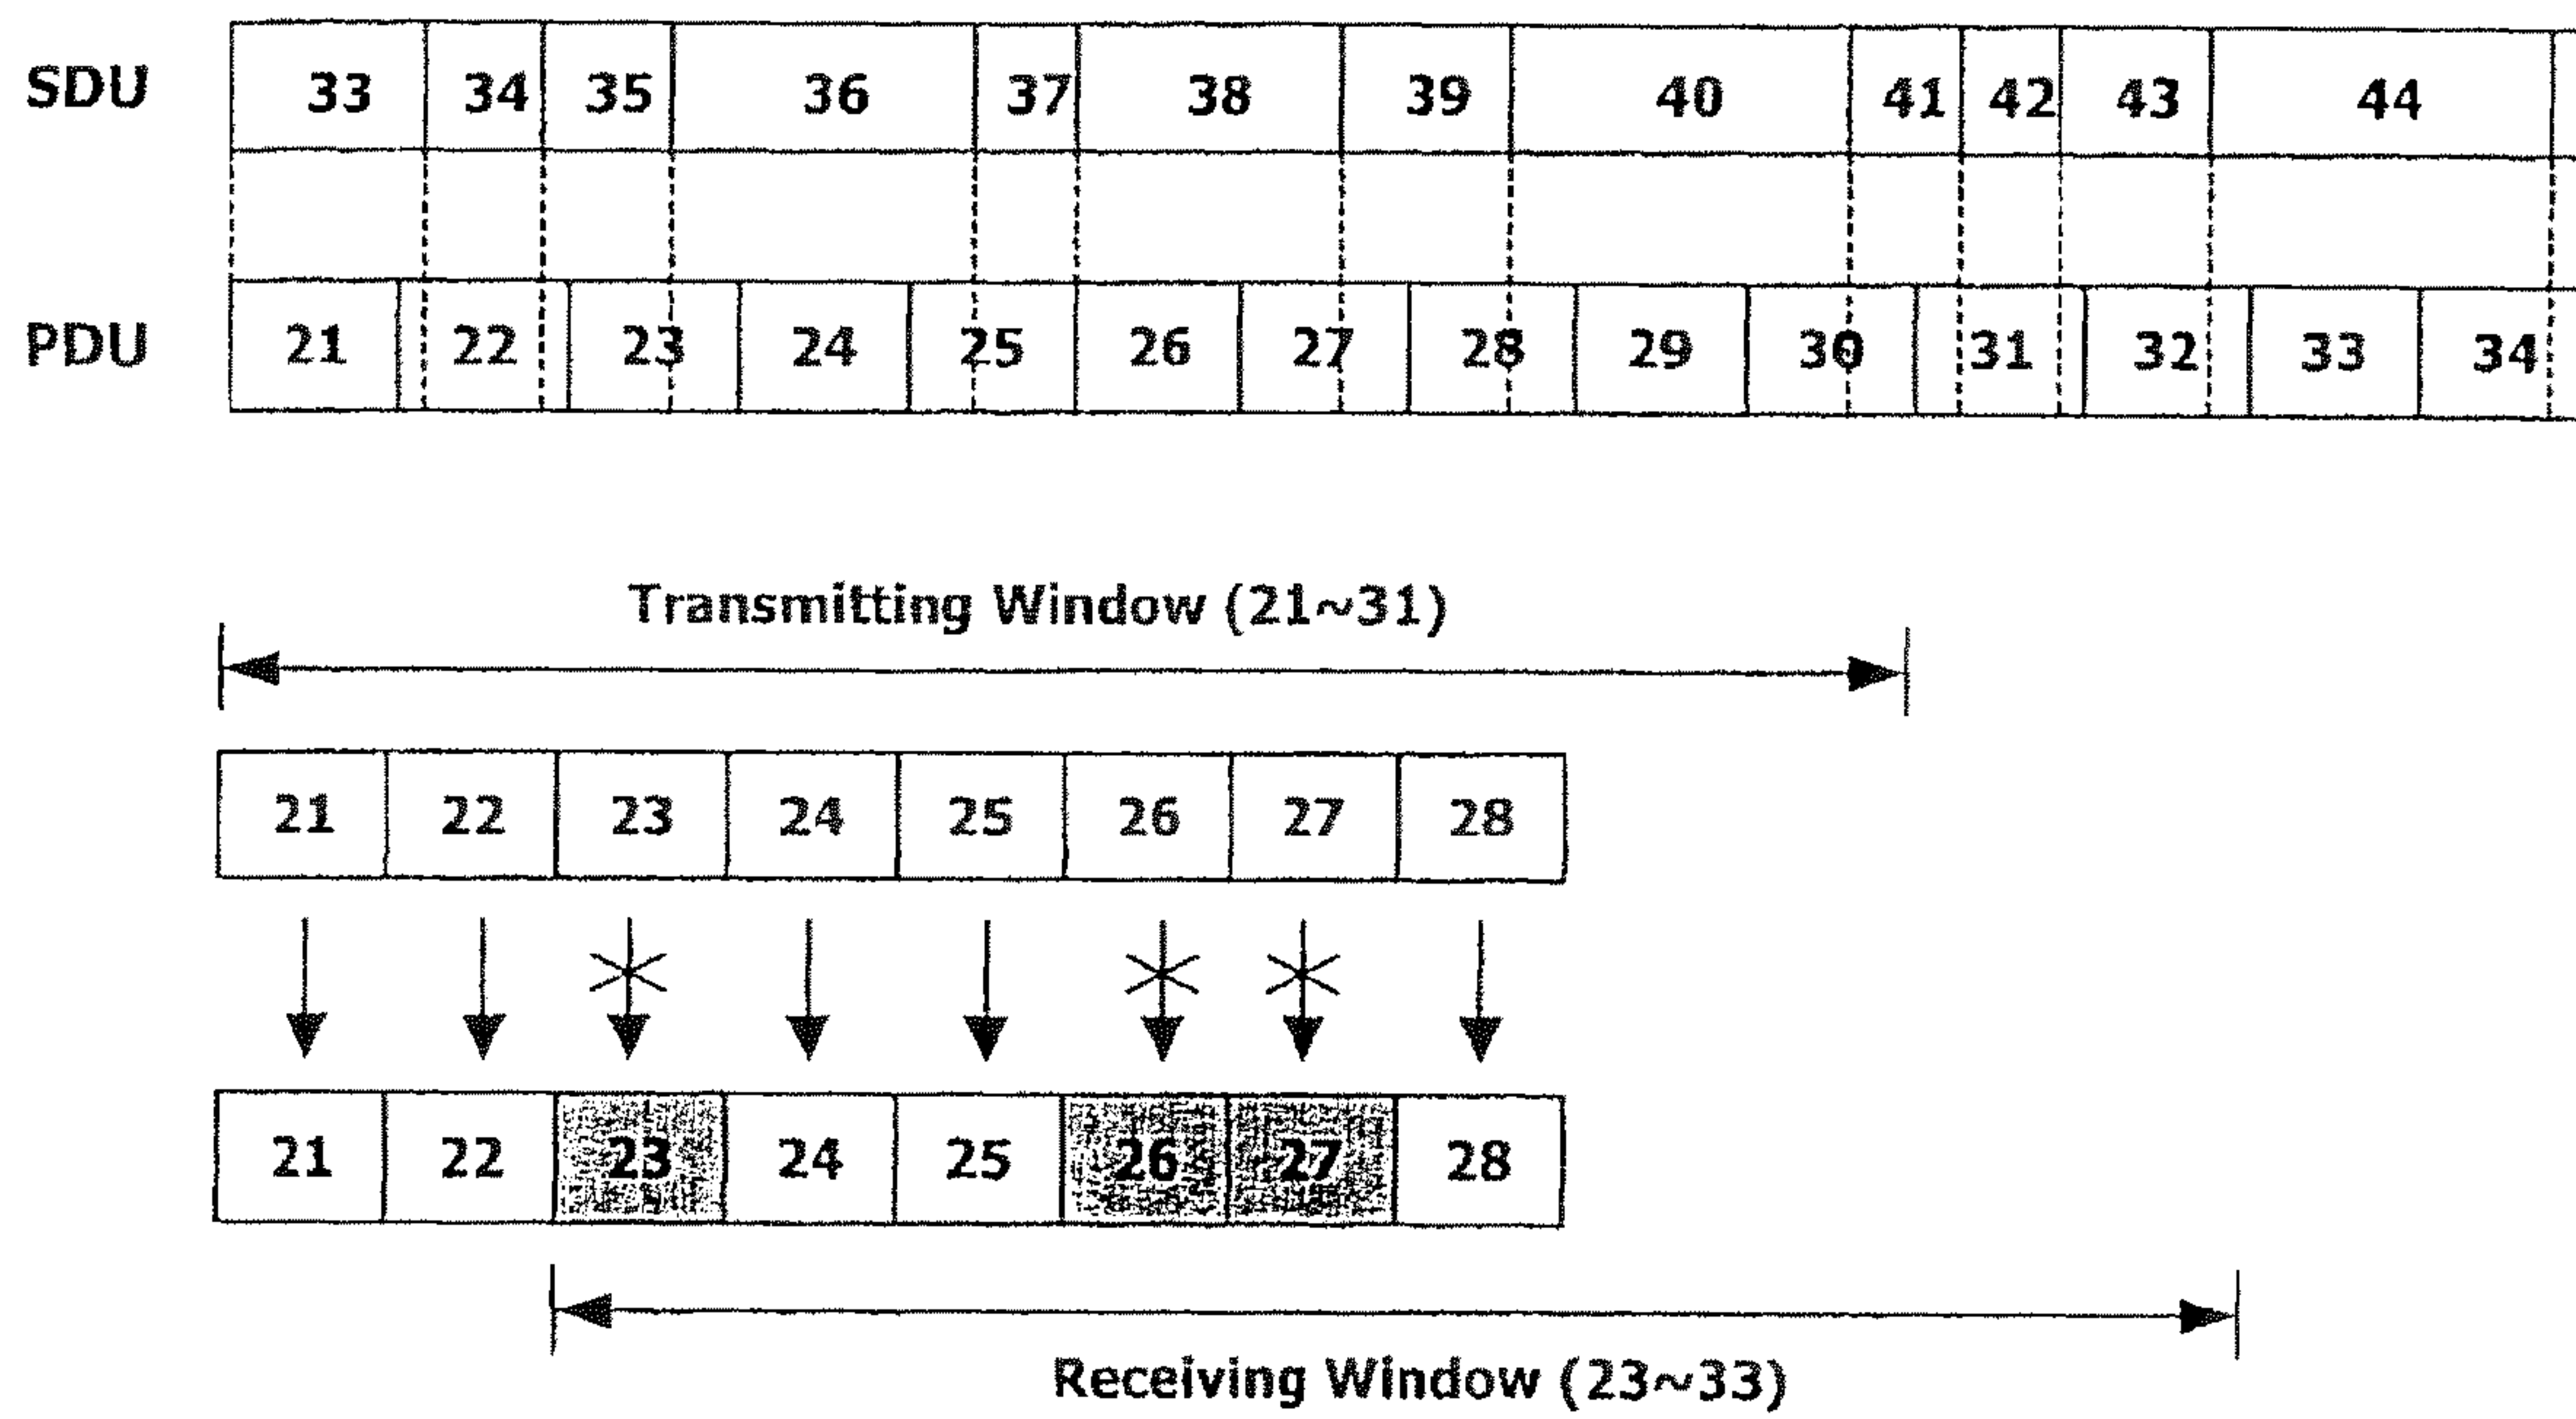 SDU 33 34 35 36 37 38 39 40 41 42 43 44
PDU 21 22 23 24 25 26 27 28 29 30 31 32 33 34
Transmitting Window (21~31)
21 22 23 24 25 26 27 28
21 22 23 24 25 26 27 28
Receiving Window (23~33)